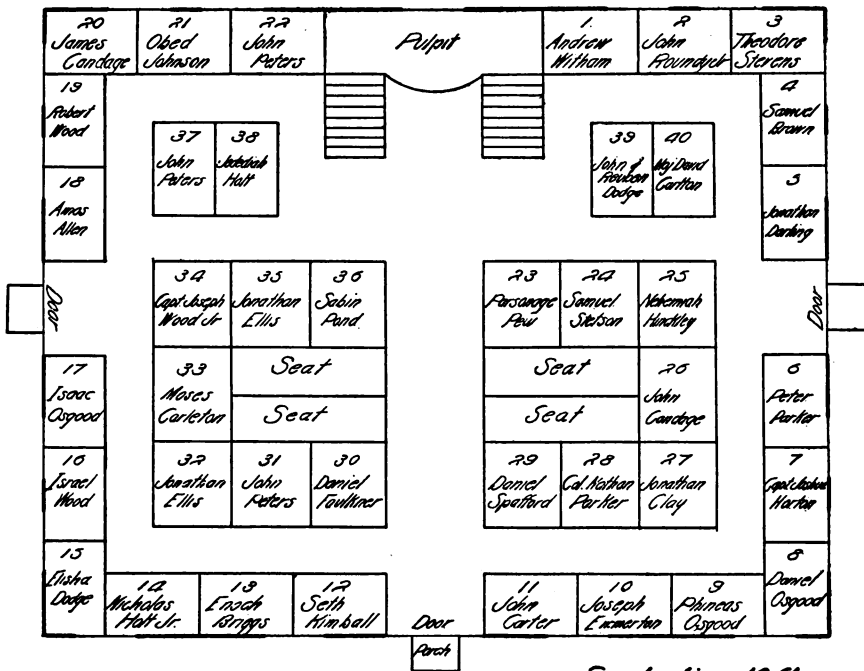 20
James
Candage
21
Obed
Johnson
22
John
Peters
Pulpit
1.
Andrew
Witham
2
John
Roundy
3
Theodore
Stevens
19
Robert
Wood
4
Samuel
Brown
37
John
Peters
38
Jedediah
Holt
39
John &
Reuben
Dodge
40
Maj David
Carlton
18
Amos
Allen
5
Jonathan
Darling
Door
34
Capt Joseph
Wood Jr
35
Jonathan
Ellis
36
Sabin
Pond
23
Parsonage
Pew
24
Samuel
Stetson
25
Nehemiah
Hinckley
Door
17
Isaac
Osgood
33
Moses
Carleton
Seat
Seat
Seat
Seat
26
John
Candage
6
Peter
Parker
16
Israel
Wood
32
Jonathan
Ellis
31
John
Peters
30
Daniel
Faulkner
29
Daniel
Spafford
28
Col. Nathan
Parker
27
Jonathan
Clay
7
Capt Joshua
Horton
15
Elisha
Dodge
14
Nicholas
Holt Jr.
13
Enoch
Briggs
12
Seth
Kimball
Door
Porch
11
John
Carter
10
Joseph
Emmerton
9
Phineas
Osgood
8
Daniel
Osgood